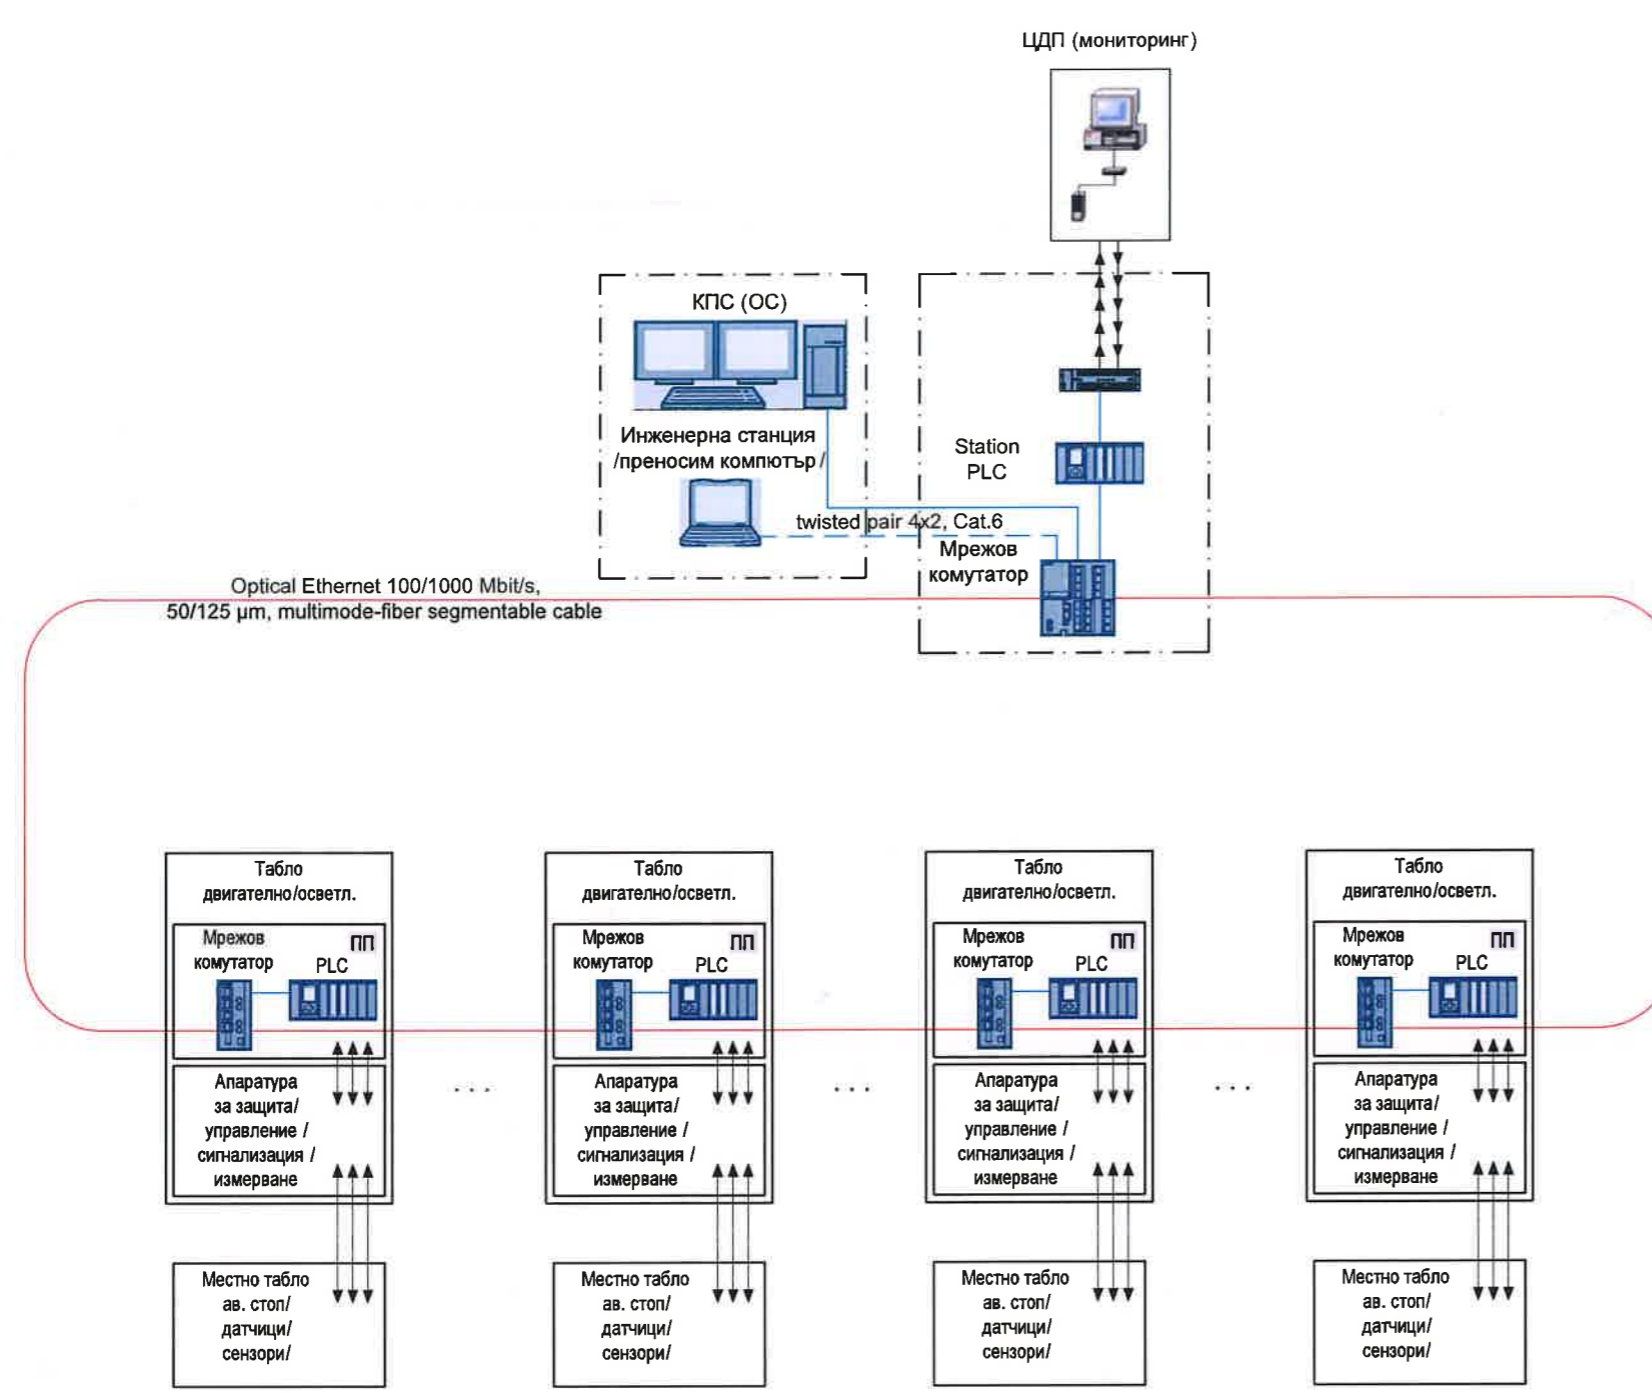 ЦДП (мониторинг)
КПС (ОС)
Инженерна станция
/преносим компютър/
Station
PLC
twisted pair 4x2, Cat.6
Мрежов
комутатор
Optical Ethernet 100/1000 Mbit/s,
50/125 µm, multimode-fiber segmentable cable
Табло
двигателно/осветл.
Мрежов
комутатор
ПП
PLC
Апаратура
за защита/
управление /
сигнализация /
измерване
Местно табло
ав. стоп/
датчици/
сензори/
. . .
Табло
двигателно/осветл.
Мрежов
комутатор
ПП
PLC
Апаратура
за защита/
управление /
сигнализация /
измерване
Местно табло
ав. стоп/
датчици/
сензори/
. . .
Табло
двигателно/осветл.
Мрежов
комутатор
ПП
PLC
Апаратура
за защита/
управление /
сигнализация /
измерване
Местно табло
ав. стоп/
датчици/
сензори/
. . .
Табло
двигателно/осветл.
Мрежов
комутатор
ПП
PLC
Апаратура
за защита/
управление /
сигнализация /
измерване
Местно табло
ав. стоп/
датчици/
сензори/